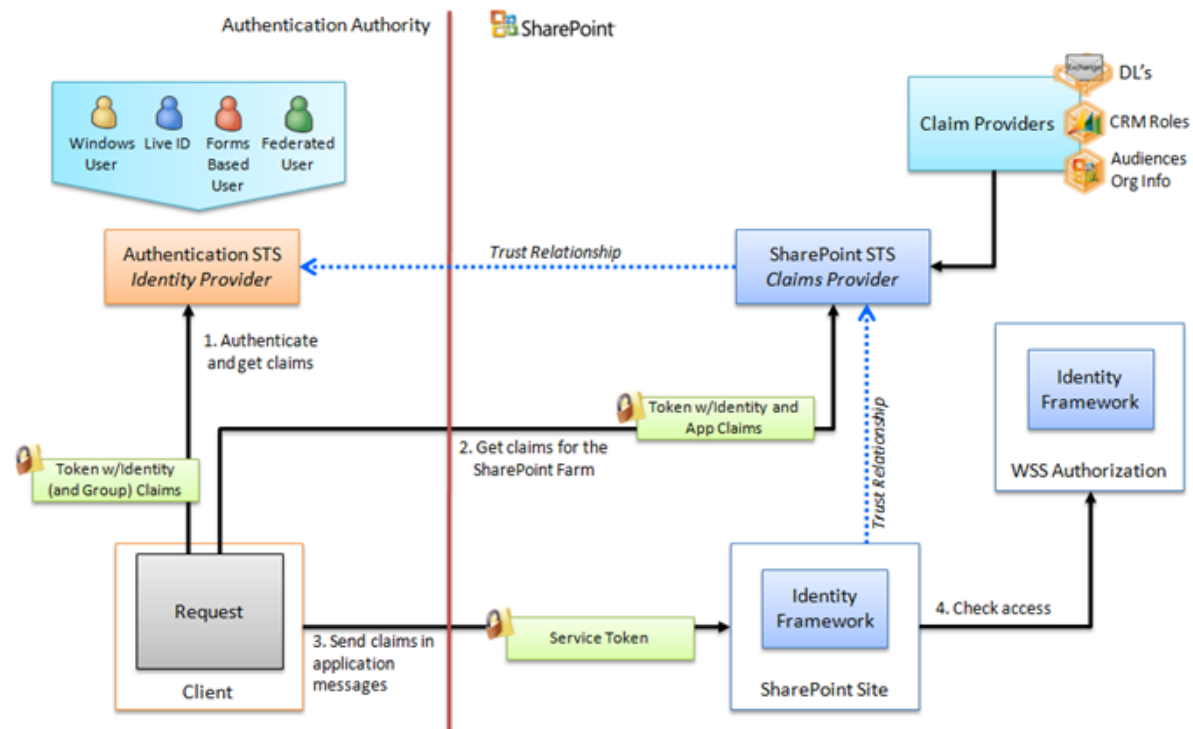 Authentication Authority
SharePoint
Exchange
DL's
CRM Roles
Audiences
Org Info
Claim Providers
Windows
User
Live ID
Forms
Based
User
Federated
User
Authentication STS
Identity Provider
Trust Relationship
SharePoint STS
Claims Provider
1. Authenticate
and get claims
Identity
Framework
WSS Authorization
Token w/Identity and
App Claims
2. Get claims for the
SharePoint Farm
Trust Relationship
Token w/Identity
(and Group) Claims
Request
Client
3. Send claims in
application
messages
Service Token
Identity
Framework
SharePoint Site
4. Check access